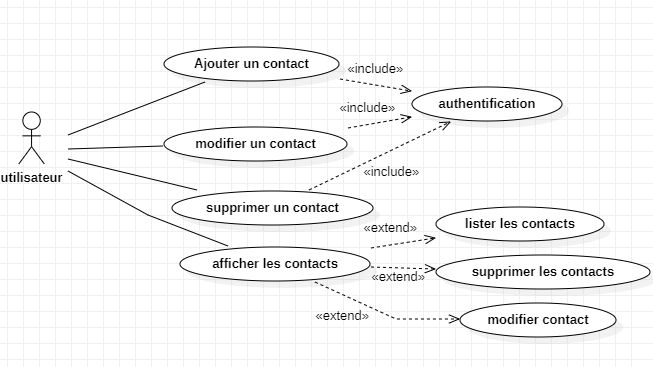 Ajouter un contact
«include»
authentification
«include»
modifier un contact
«include»
utilisateur
supprimer un contact
«extend»
lister les contacts
afficher les contacts
«extend»
supprimer les contacts
«extend»
modifier contact